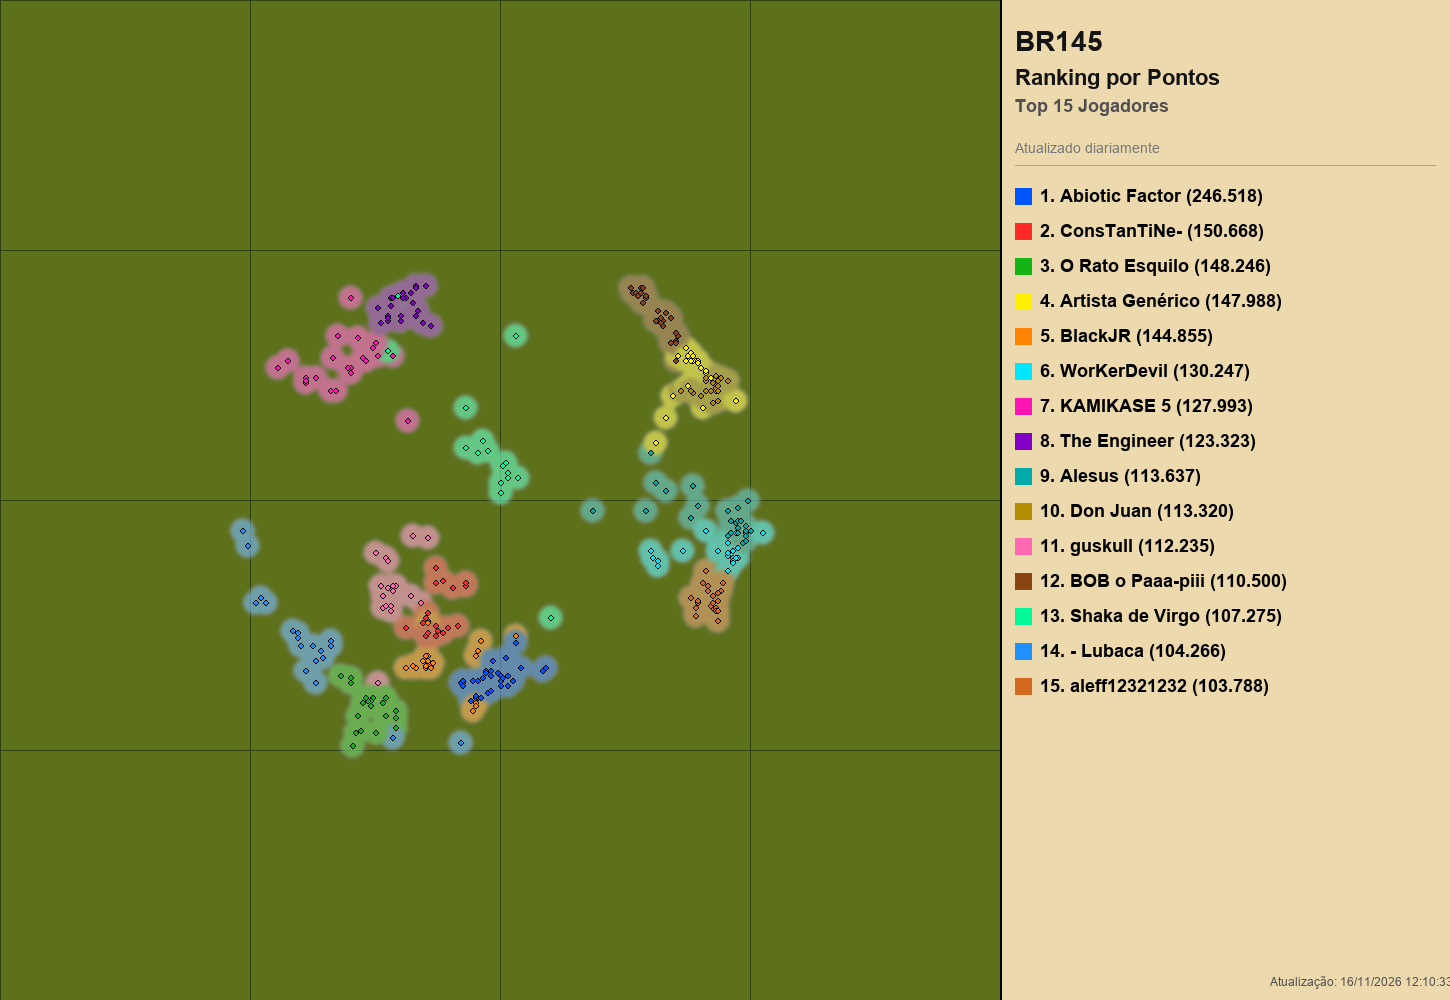 BR145
Ranking por Pontos
Top 15 Jogadores
Atualizado diariamente
1. Abiotic Factor (246.518)
2. ConsTanTiNe- (150.668)
3. O Rato Esquilo (148.246)
4. Artista Genérico (147.988)
5. BlackJR (144.855)
6. WorKerDeviI (130.247)
7. KAMIKASE 5 (127.993)
8. The Engineer (123.323)
9. Alesus (113.637)
10. Don Juan (113.320)
11. guskull (112.235)
12. BOB o Paaa-piii (110.500)
13. Shaka de Virgo (107.275)
14. - Lubaca (104.266)
15. aleff12321232 (103.788)
Atualização: 16/11/2026 12:10:33